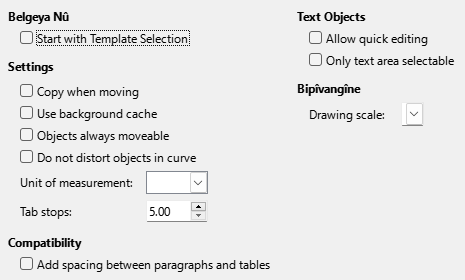 Belgeya Nû
Start with Template Selection
Settings
Copy when moving
Use background cache
Objects always moveable
Do not distort objects in curve
Unit of measurement:
Tab stops: 5.00
Compatibility
Add spacing between paragraphs and tables
Text Objects
Allow quick editing
Only text area selectable
Bipîvangîne
Drawing scale: